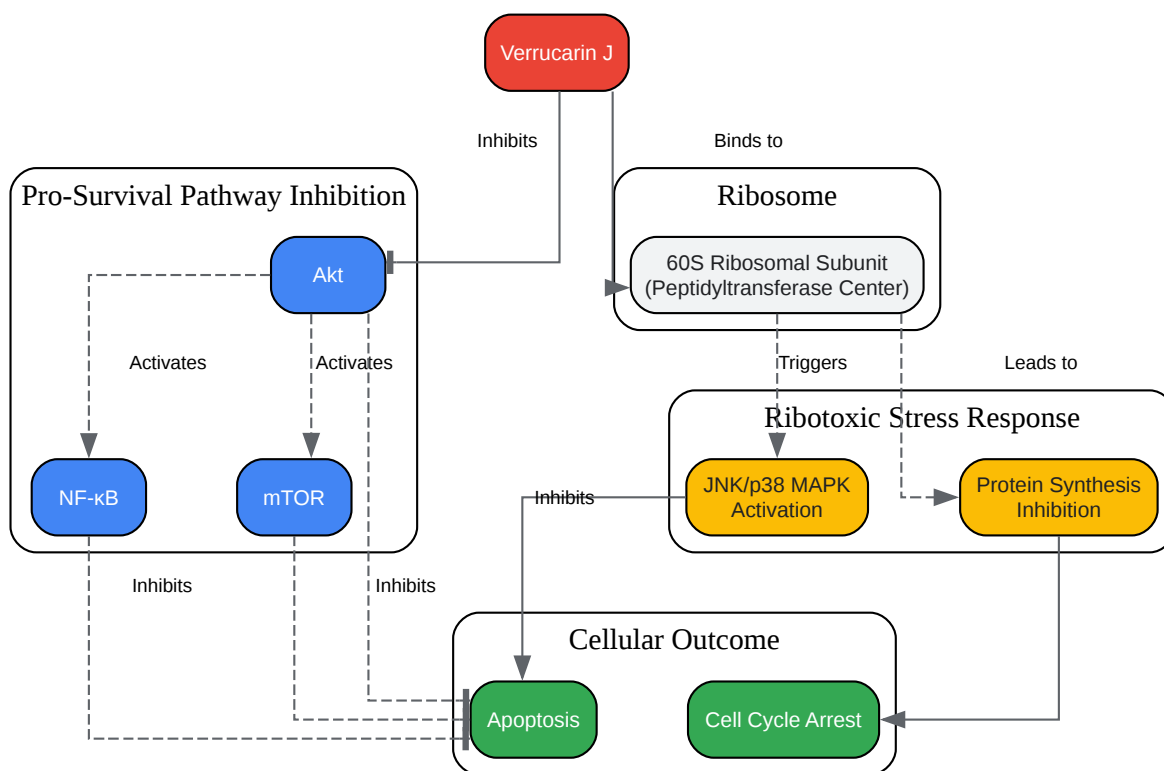 Verrucarin J
Inhibits
Binds to
Pro-Survival Pathway Inhibition
Ribosome
Akt
60S Ribosomal Subunit
(Peptidyltransferase Center)
Activates
Activates
Triggers
Leads to
Ribotoxic Stress Response
NF-κB
mTOR
JNK/p38 MAPK
Activation
Protein Synthesis
Inhibition
Inhibits
Inhibits
Inhibits
Cellular Outcome
Apoptosis
Cell Cycle Arrest